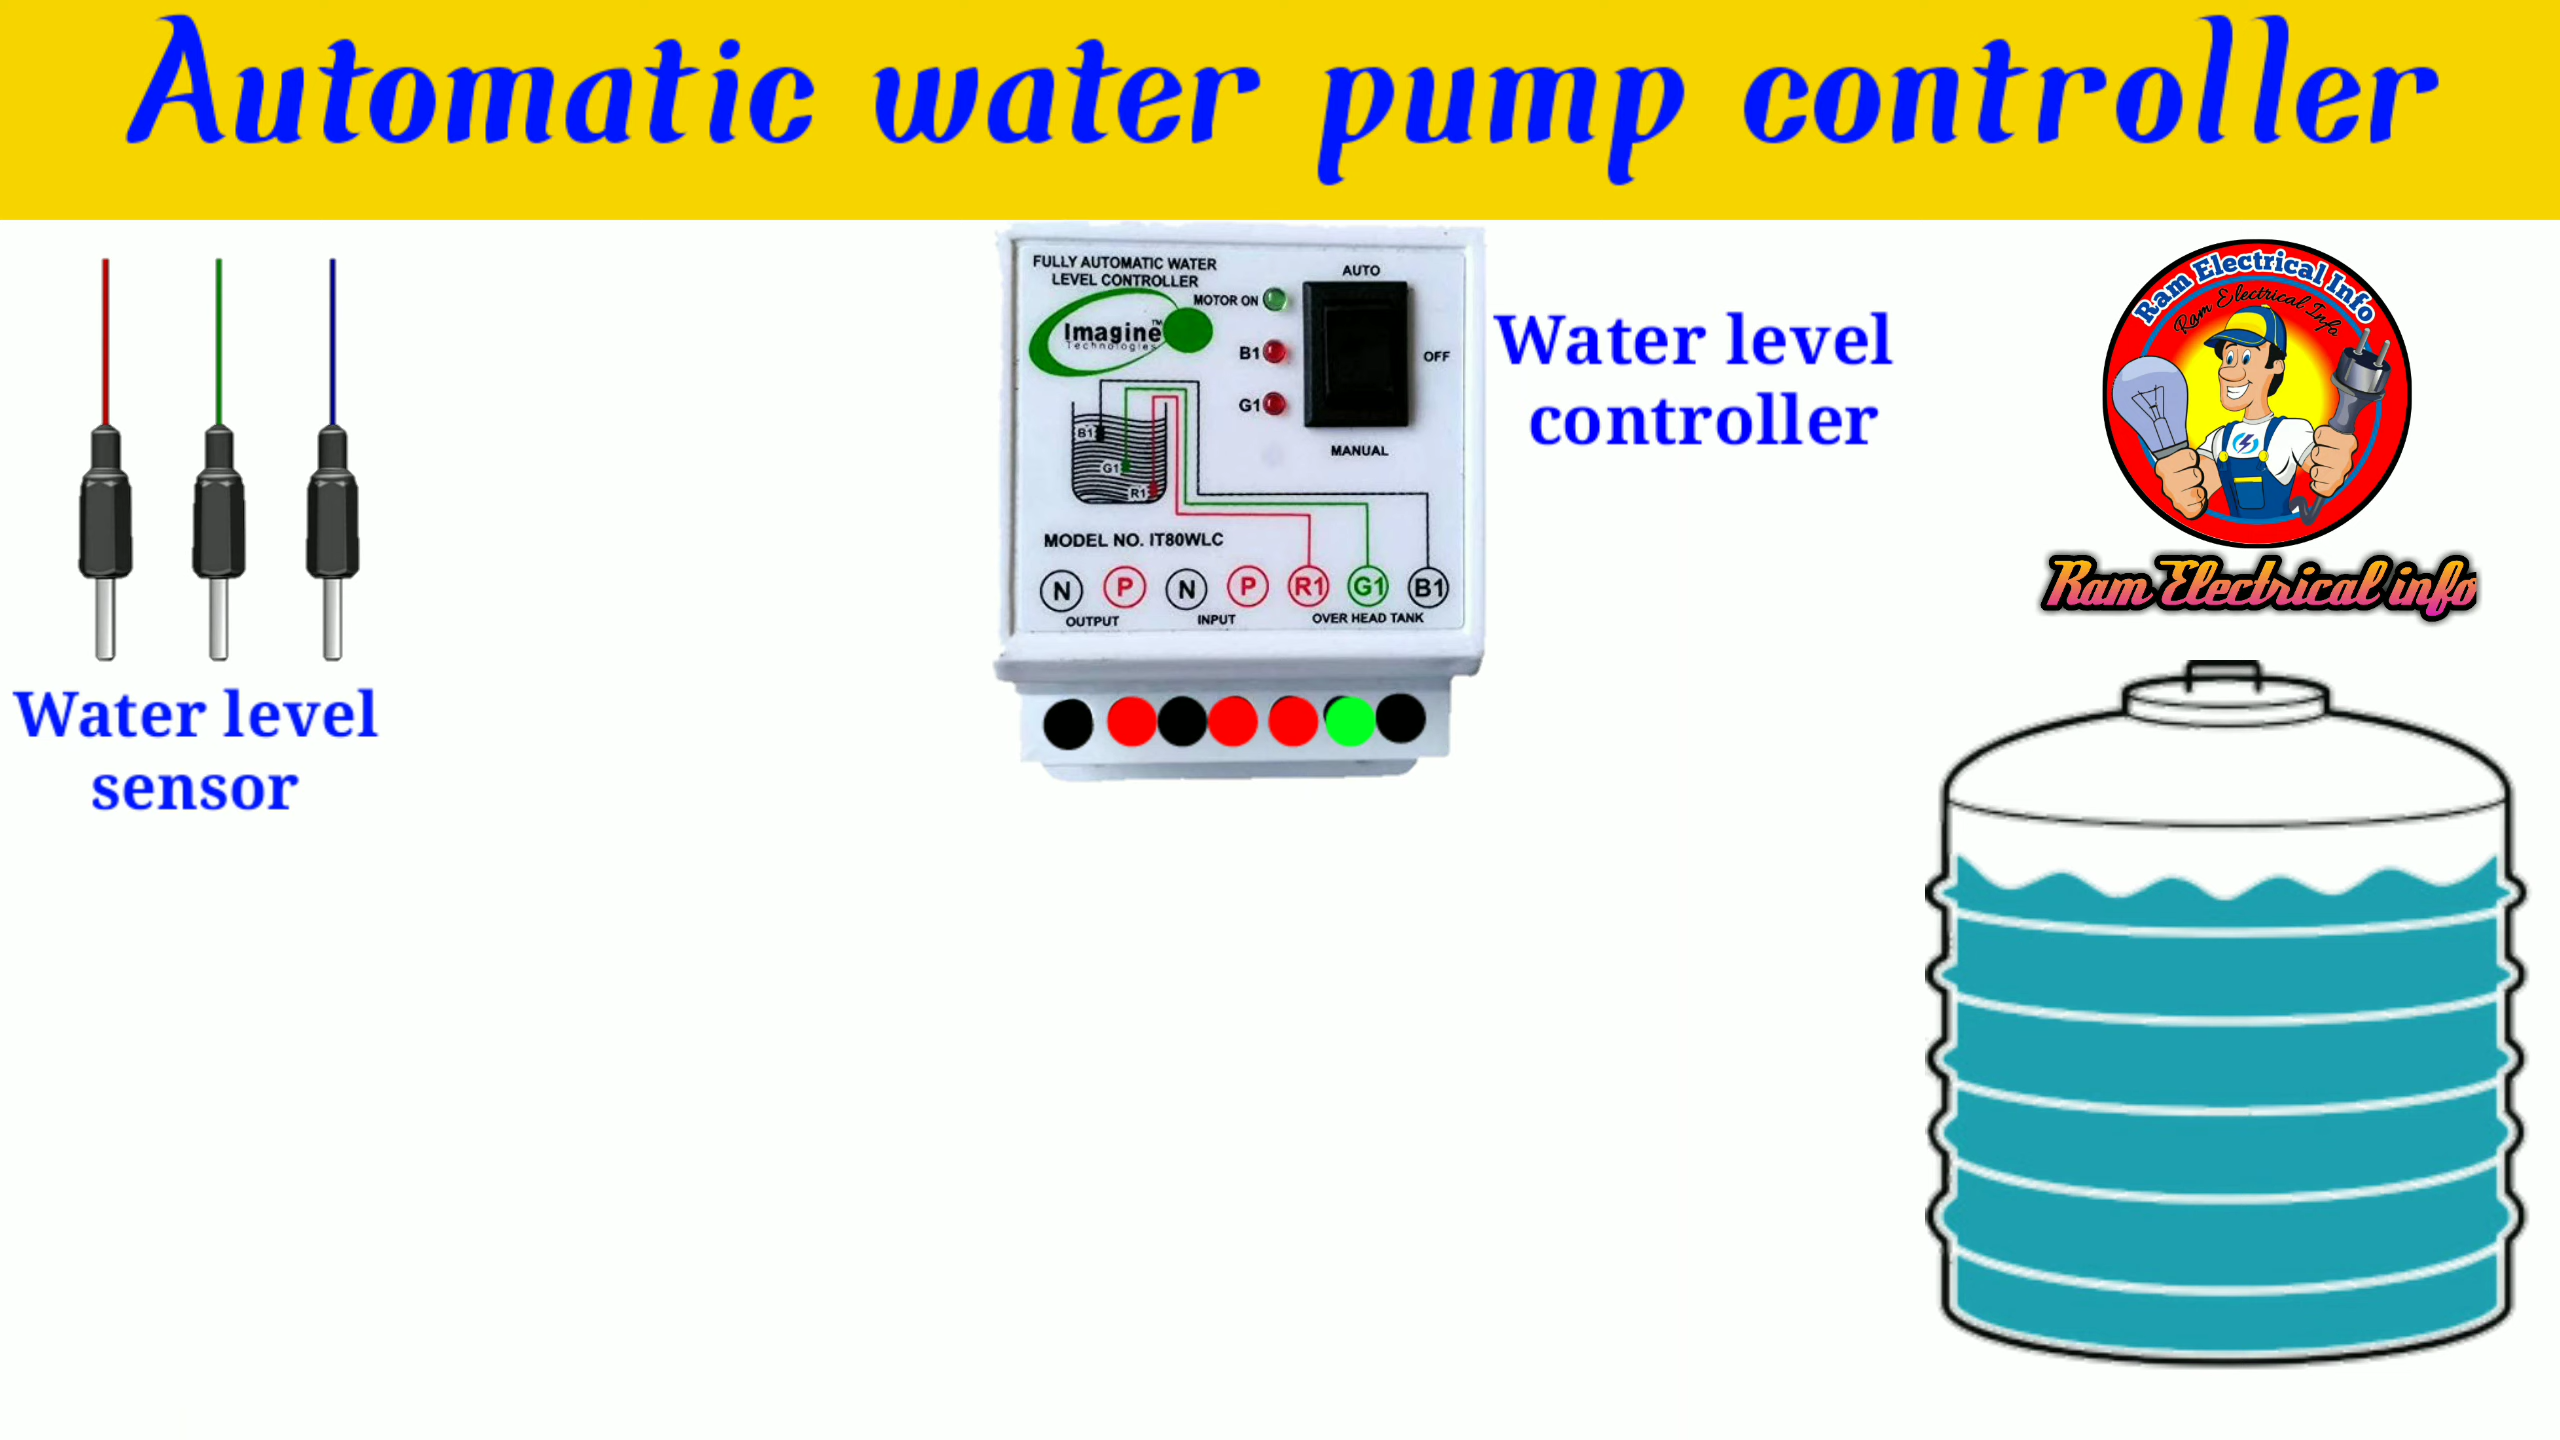 Automatic water pump controller
FULLY AUTOMATIC WATER
LEVEL CONTROLLER
AUTO
MOTOR ON
Imagine™
Technologies
B1
OFF
G1
MANUAL
B1
G1
R1
MODEL NO. IT80WLC
N P N P R1 G1 B1
OUTPUT INPUT OVER HEAD TANK
Water level
controller
Ram Electrical Info
Ram Electrical Info
Ram Electrical info
Water level
sensor